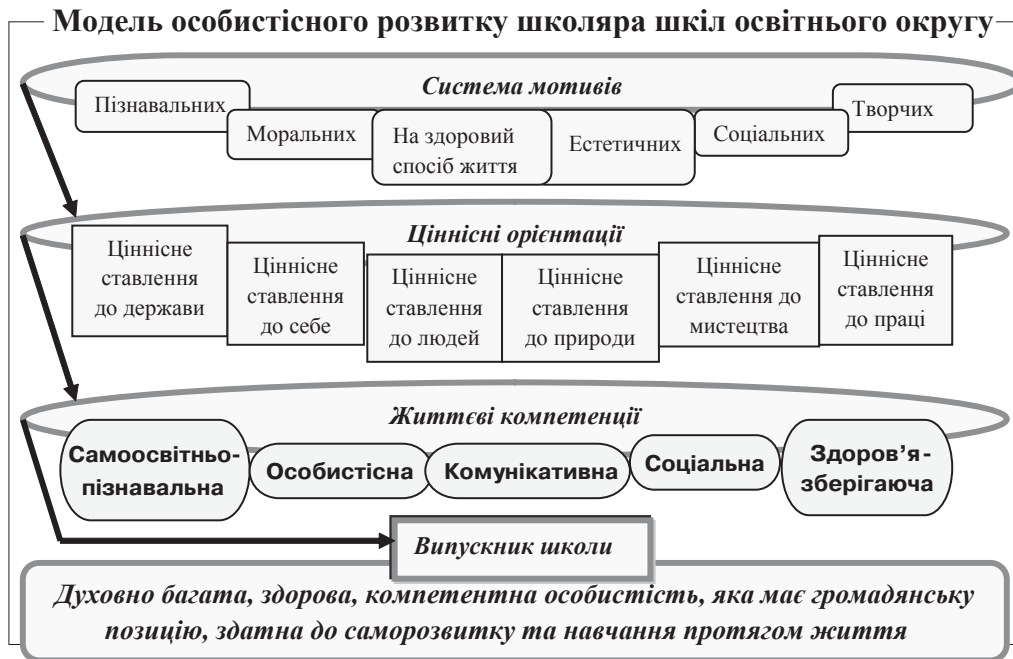 Модель особистісного розвитку школяра шкіл освітнього округу
Система мотивів
Пізнавальних
Моральних
На здоровий
спосіб життя
Естетичних
Соціальних
Творчих
Ціннісні орієнтації
Ціннісне
ставлення
до держави
Ціннісне
ставлення
до себе
Ціннісне
ставлення
до людей
Ціннісне
ставлення
до природи
Ціннісне
ставлення до
мистецтва
Ціннісне
ставлення
до праці
Життєві компетенції
Самоосвітньо-
пізнавальна
Особистісна
Комунікативна
Соціальна
Здоров'я-
зберігаюча
Випускник школи
Духовно багата, здорова, компетентна особистість, яка має громадянську
позицію, здатна до саморозвитку та навчання протягом життя